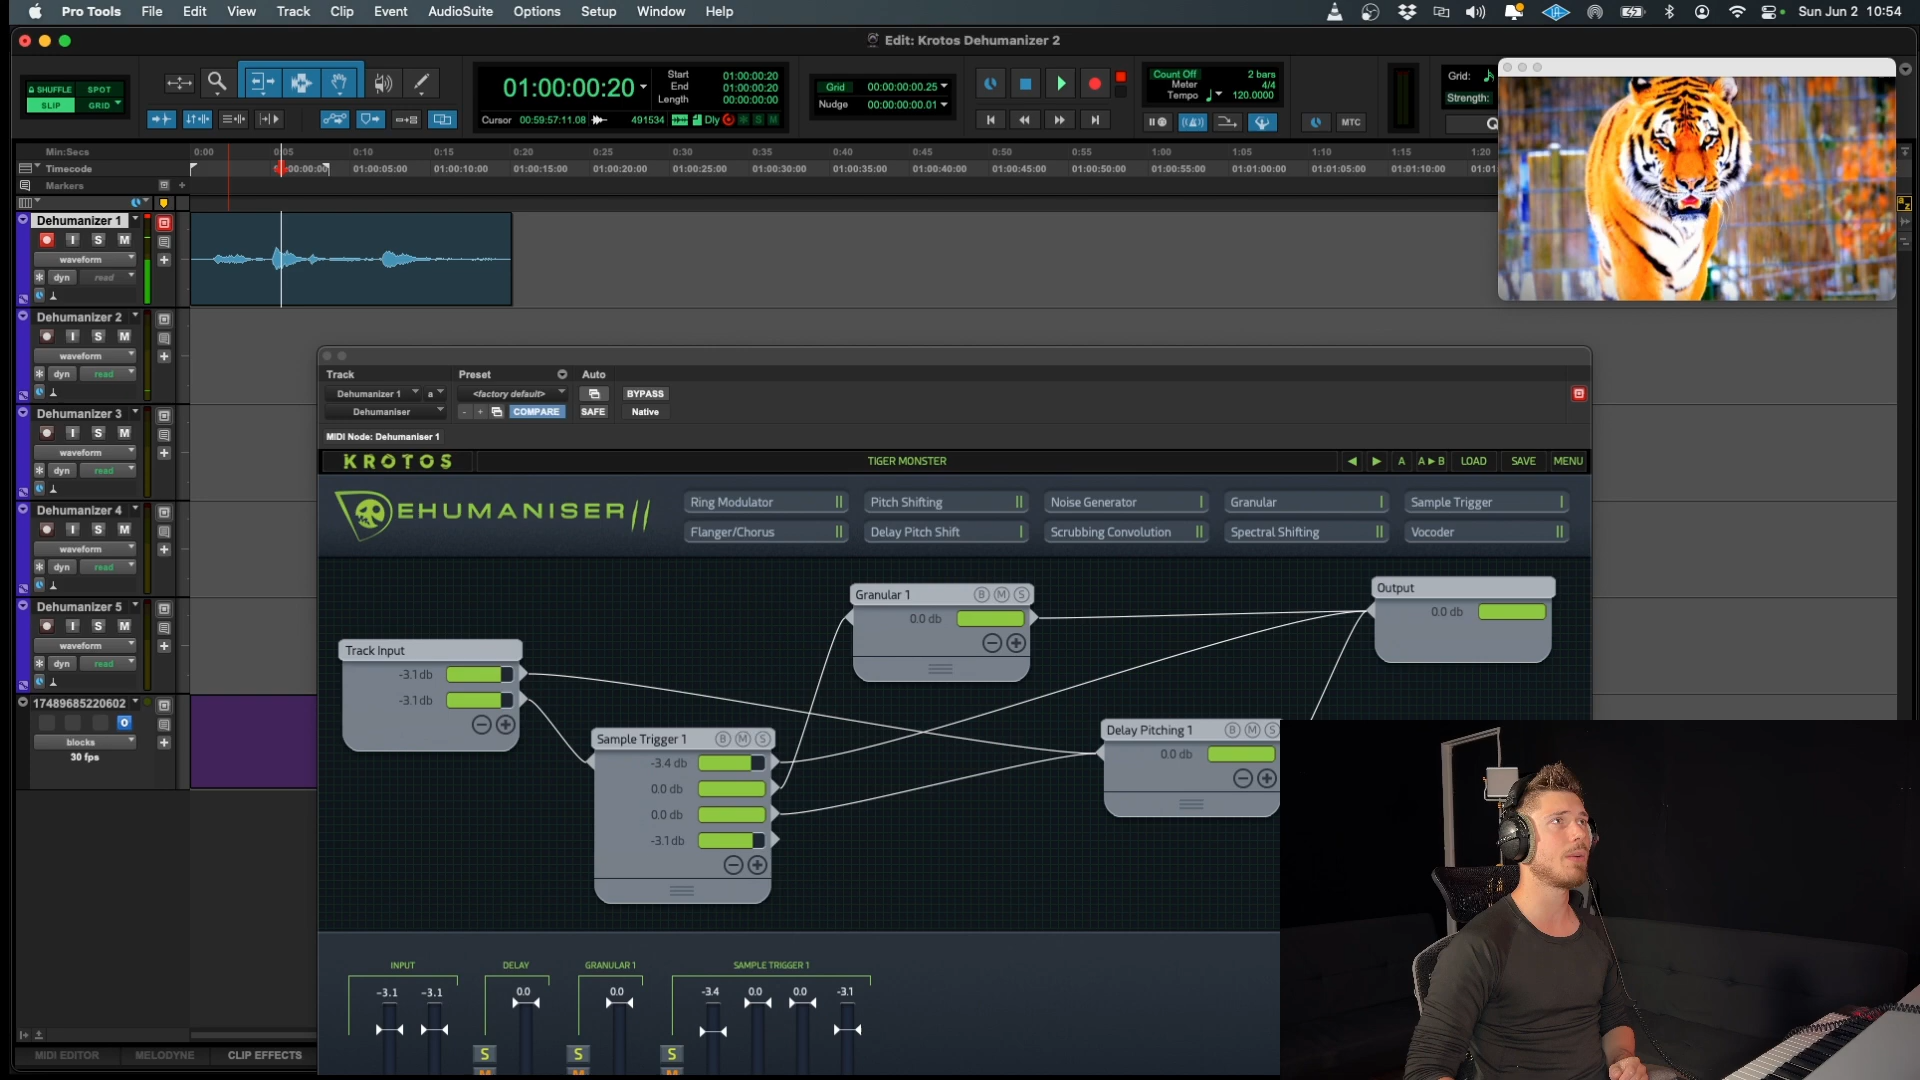 Pro Tools File Edit View Track Clip Event AudioSuite Options Setup Window Help Sun Jun 2 10:54
Edit: Krotos Dehumanizer 2
SHUFFLE SPOT
SLIP GRID
01:00:00:20
Start 01:00:00:20
End 01:00:00:20
Length 00:00:00:00
Cursor 00:59:57:11.08 491534 Dly S M
Grid 00:00:00:00.25
Nudge 00:00:00:00.01
Count Off 2 bars
Meter 4/4
Tempo 120.0000
MTC
Grid:
Strength:
Q
Min:Secs 0:00 0:05 0:10 0:15 0:20 0:25 0:30 0:35 0:40 0:45 0:50 0:55 1:00 1:05 1:10 1:15 1:20
Timecode 01:00:05:00 01:00:10:00 01:00:15:00 01:00:20:00 01:00:25:00 01:00:30:00 01:00:35:00 01:00:40:00 01:00:45:00 01:00:50:00 01:00:55:00 01:01:00:00 01:01:05:00 01:01:10:00 01:01
Markers
Dehumanizer 1
I S M
waveform
dyn read
Dehumanizer 2
I S M
waveform
dyn read
Dehumanizer 3
I S M
waveform
dyn read
Dehumanizer 4
I S M
waveform
dyn read
Dehumanizer 5
I S M
waveform
dyn read
17489685220602
O
blocks
30 fps
MIDI EDITOR MELODYNE CLIP EFFECTS
Track Preset Auto
Dehumanizer 1 a <factory default> BYPASS
Dehumaniser - + COMPARE SAFE Native
MIDI Node: Dehumaniser 1
KROTOS TIGER MONSTER A A►B LOAD SAVE MENU
DEHUMANISER II
Ring Modulator Pitch Shifting Noise Generator Granular Sample Trigger
Flanger/Chorus Delay Pitch Shift Scrubbing Convolution Spectral Shifting Vocoder
Track Input
-3.1 db
-3.1 db
Sample Trigger 1 B M S
-3.4 db
0.0 db
0.0 db
-3.1 db
Granular 1 B M S
0.0 db
Delay Pitching 1 B M S
0.0 db
Output
0.0 db
INPUT DELAY GRANULAR 1 SAMPLE TRIGGER 1
-3.1 -3.1 0.0 0.0 -3.4 0.0 0.0 -3.1
S S S
M M M